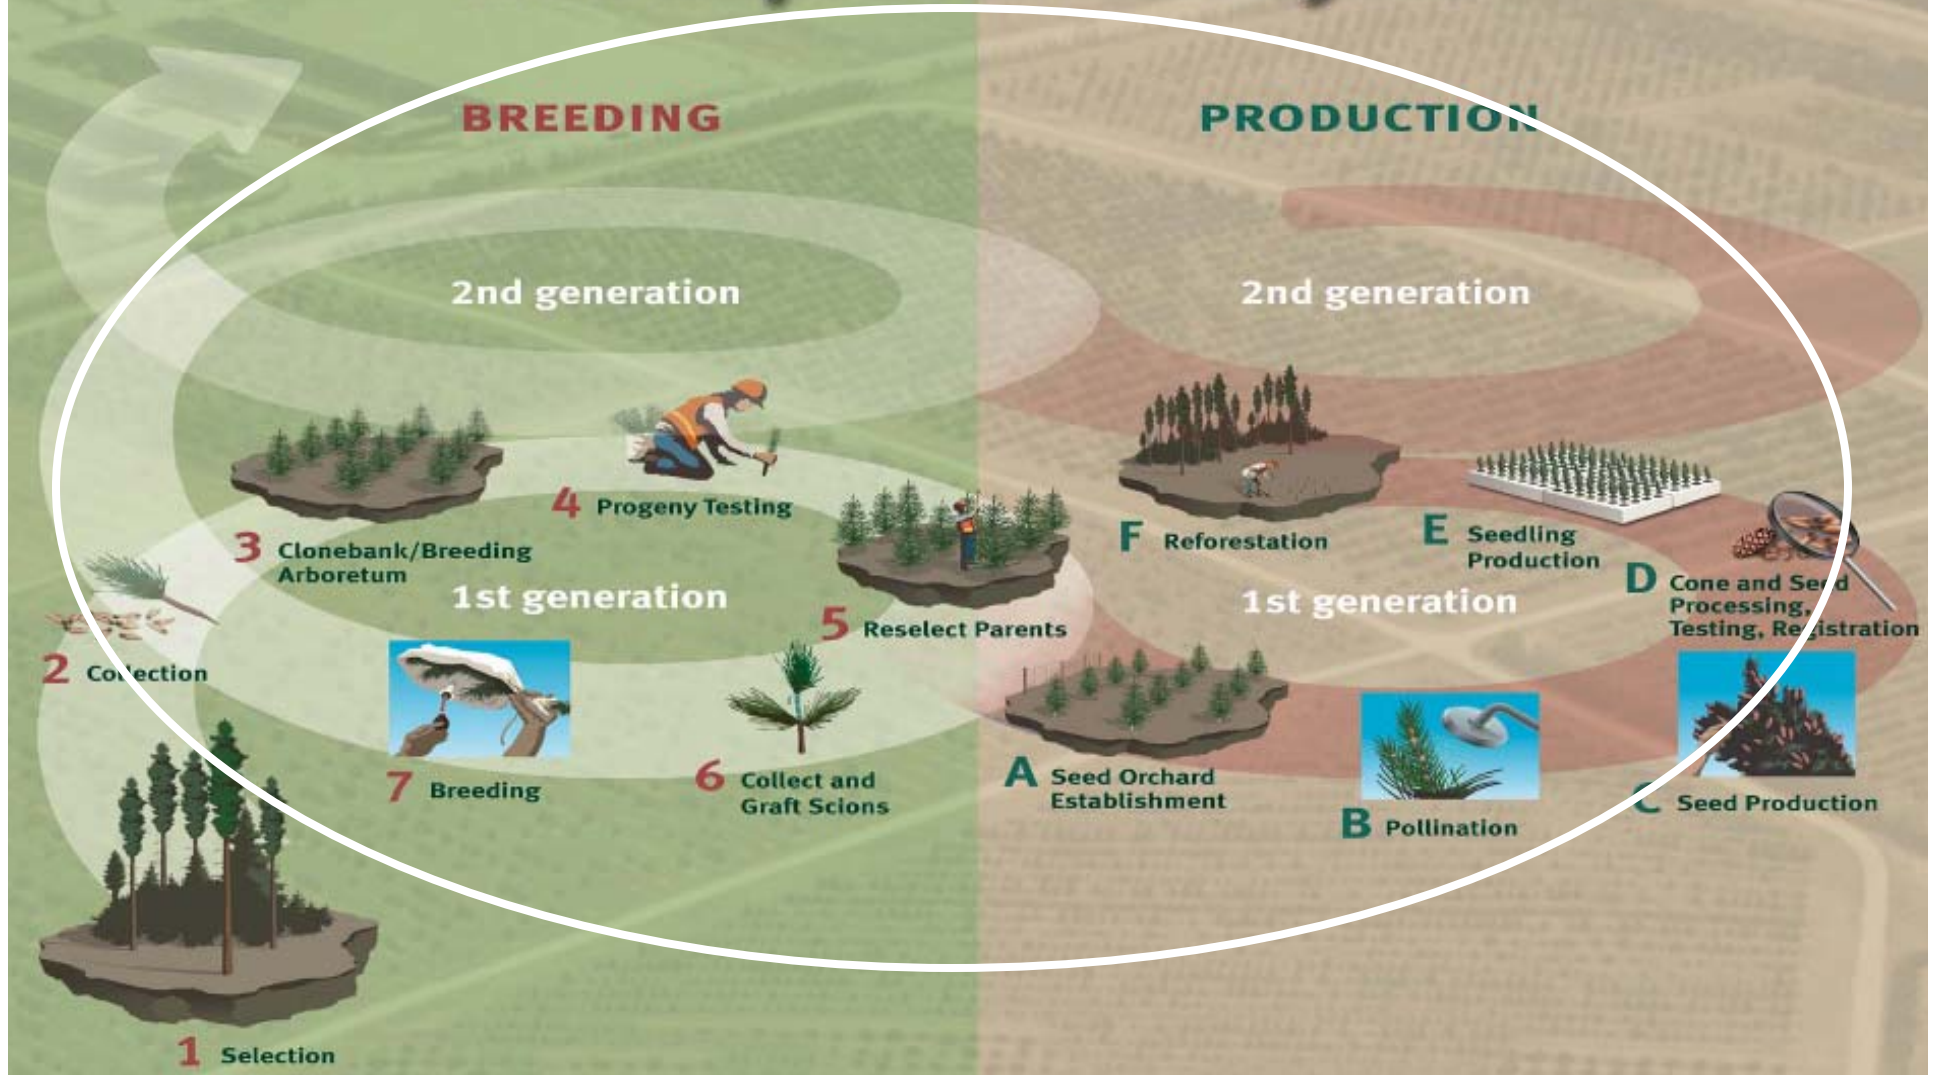 BREEDING
PRODUCTION
2nd generation
2nd generation
3 Clonebank/Breeding
Arboretum
4 Progeny Testing
5 Reselect Parents
1st generation
2 Collection
7 Breeding
6 Collect and
Graft Scions
1 Selection
F Reforestation
E Seedling
Production
D Cone and Seed
Processing,
Testing, Registration
1st generation
A Seed Orchard
Establishment
B Pollination
C Seed Production